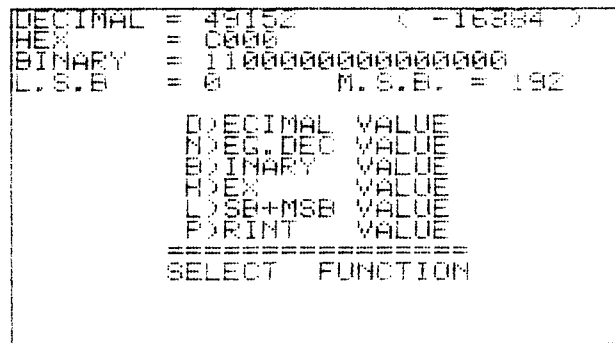 DECIMAL = 49152 ( -16384 )
HEX = C000
BINARY = 1100000000000000
L.S.B = 0 M.S.B. = 192
D)ECIMAL VALUE
N)EG.DEC VALUE
B)INARY VALUE
H)EX VALUE
L)SB+MSB VALUE
P)RINT VALUE
==================
SELECT FUNCTION